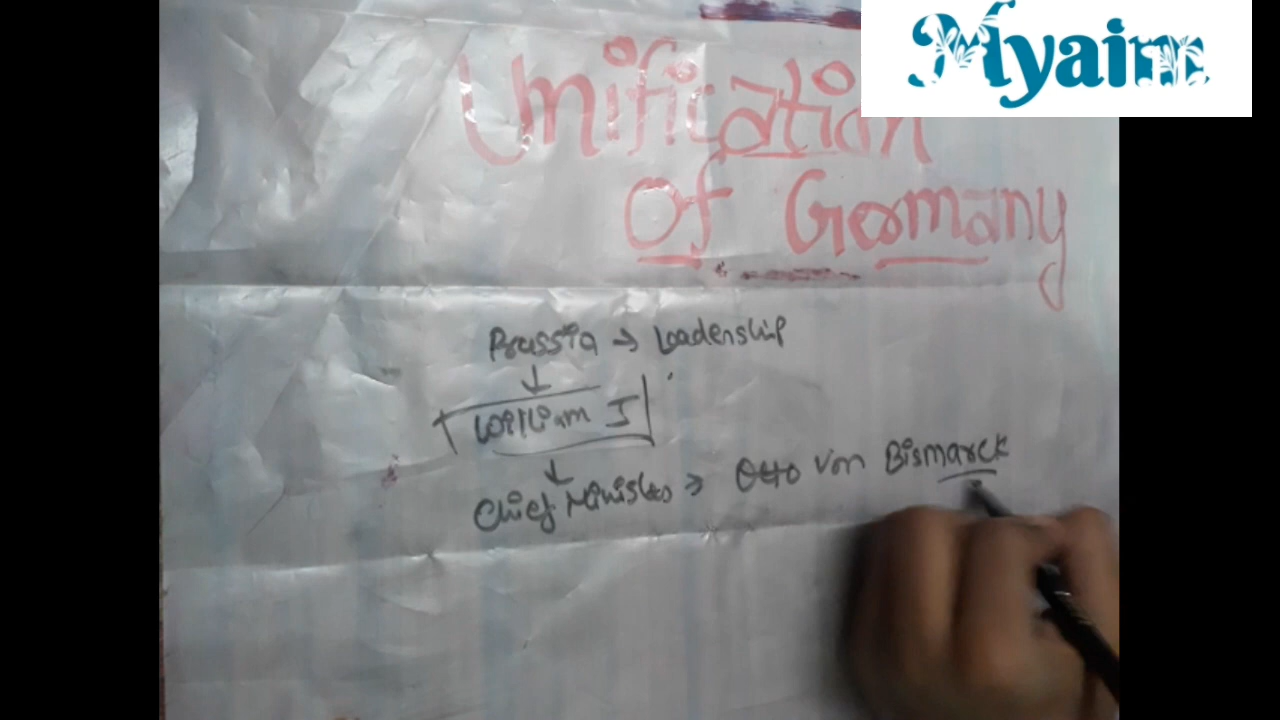 Myaim
Unification
Of Germany
Prussia → Leadership
↓
William I
↓
Chief Minister → Otto Von Bismarck